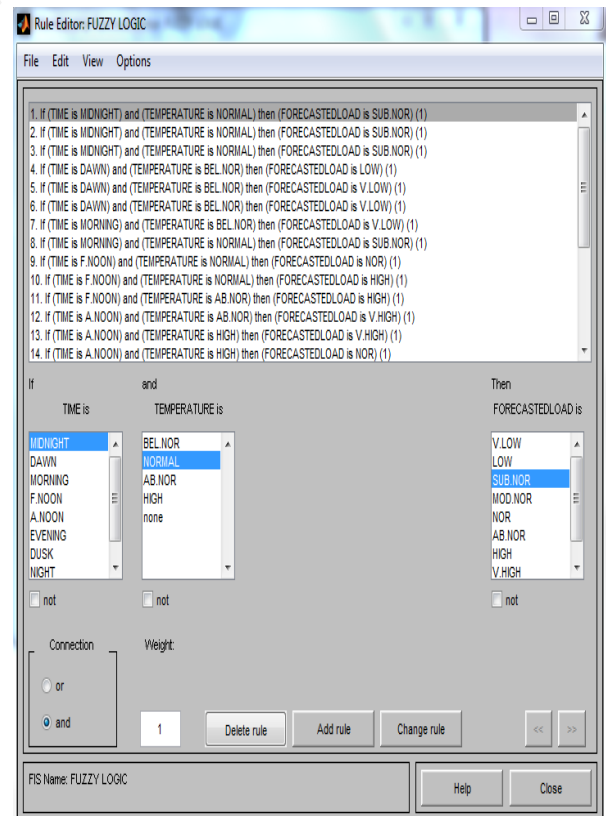 Rule Editor: FUZZY LOGIC
File Edit View Options
1. If (TIME is MIDNIGHT) and (TEMPERATURE is NORMAL) then (FORECASTEDLOAD is SUB.NOR) (1)
2. If (TIME is MIDNIGHT) and (TEMPERATURE is NORMAL) then (FORECASTEDLOAD is SUB.NOR) (1)
3. If (TIME is MIDNIGHT) and (TEMPERATURE is NORMAL) then (FORECASTEDLOAD is SUB.NOR) (1)
4. If (TIME is DAWN) and (TEMPERATURE is BEL.NOR) then (FORECASTEDLOAD is LOW) (1)
5. If (TIME is DAWN) and (TEMPERATURE is BEL.NOR) then (FORECASTEDLOAD is V.LOW) (1)
6. If (TIME is DAWN) and (TEMPERATURE is BEL.NOR) then (FORECASTEDLOAD is V.LOW) (1)
7. If (TIME is MORNING) and (TEMPERATURE is BEL.NOR) then (FORECASTEDLOAD is V.LOW) (1)
8. If (TIME is MORNING) and (TEMPERATURE is NORMAL) then (FORECASTEDLOAD is SUB.NOR) (1)
9. If (TIME is F.NOON) and (TEMPERATURE is NORMAL) then (FORECASTEDLOAD is NOR) (1)
10. If (TIME is F.NOON) and (TEMPERATURE is NORMAL) then (FORECASTEDLOAD is HIGH) (1)
11. If (TIME is F.NOON) and (TEMPERATURE is AB.NOR) then (FORECASTEDLOAD is HIGH) (1)
12. If (TIME is A.NOON) and (TEMPERATURE is AB.NOR) then (FORECASTEDLOAD is V.HIGH) (1)
13. If (TIME is A.NOON) and (TEMPERATURE is HIGH) then (FORECASTEDLOAD is V.HIGH) (1)
14. If (TIME is A.NOON) and (TEMPERATURE is HIGH) then (FORECASTEDLOAD is NOR) (1)
If and Then
TIME is TEMPERATURE is FORECASTEDLOAD is
MIDNIGHT BEL.NOR V.LOW
DAWN NORMAL LOW
MORNING AB.NOR SUB.NOR
F.NOON HIGH MOD.NOR
A.NOON none NOR
EVENING AB.NOR
DUSK HIGH
NIGHT V.HIGH
not not not
Connection Weight:
or
and 1 Delete rule Add rule Change rule << >>
FIS Name: FUZZY LOGIC Help Close